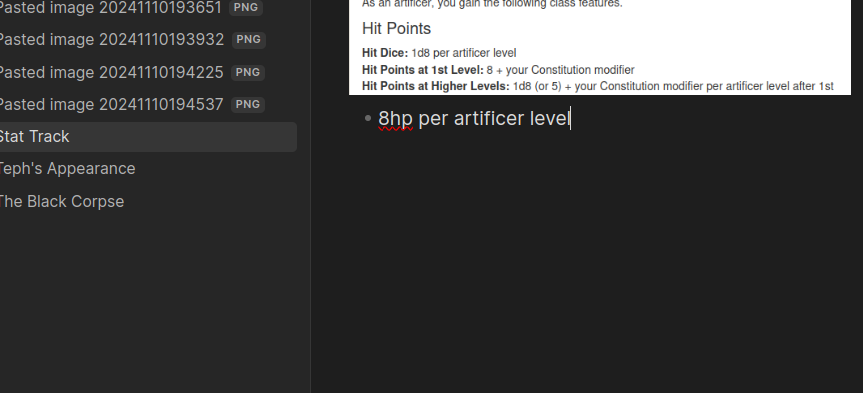 Pasted image 20241110193651 PNG
Pasted image 20241110193932 PNG
Pasted image 20241110194225 PNG
Pasted image 20241110194537 PNG
Stat Track
Teph's Appearance
The Black Corpse
As an artificer, you gain the following class features.
Hit Points
Hit Dice: 1d8 per artificer level
Hit Points at 1st Level: 8 + your Constitution modifier
Hit Points at Higher Levels: 1d8 (or 5) + your Constitution modifier per artificer level after 1st
• 8hp per artificer level